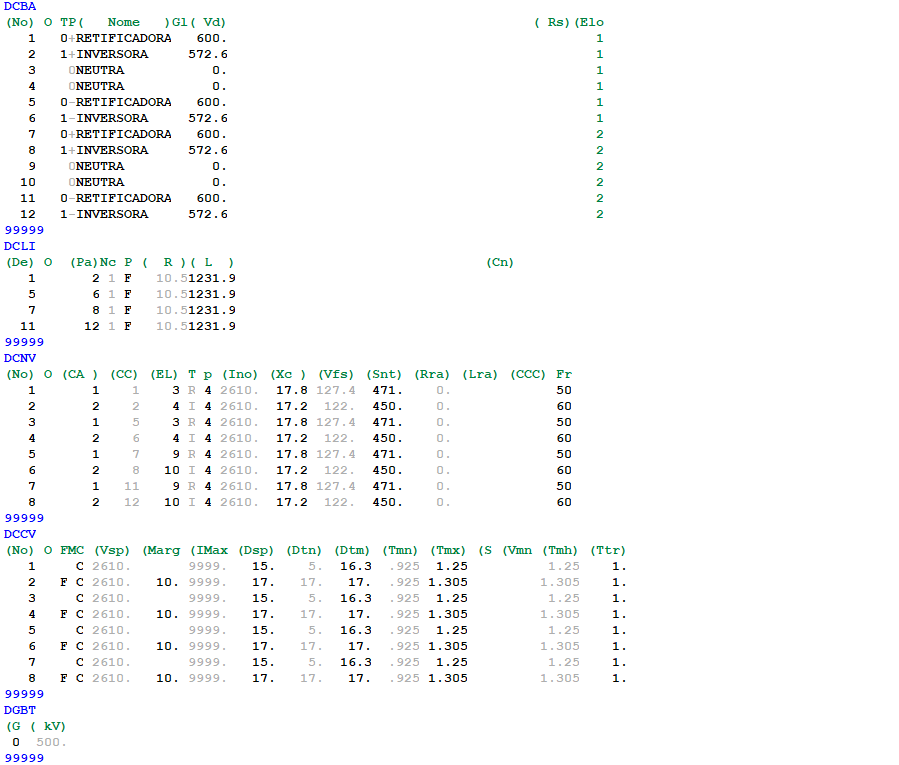 DCBA
(No) O TP(   Nome   )Gl( Vd)                                      ( Rs)(Elo
   1   0+RETIFICADORA   600.                                              1
   2   1+INVERSORA     572.6                                              1
   3    0NEUTRA           0.                                              1
   4    0NEUTRA           0.                                              1
   5   0-RETIFICADORA   600.                                              1
   6   1-INVERSORA     572.6                                              1
   7   0+RETIFICADORA   600.                                              2
   8   1+INVERSORA     572.6                                              2
   9    0NEUTRA           0.                                              2
  10    0NEUTRA           0.                                              2
  11   0-RETIFICADORA   600.                                              2
  12   1-INVERSORA     572.6                                              2
99999
DCLI
(De) O  (Pa)Nc P (  R )( L  )                               (Cn)
   1       2 1 F   10.51231.9
   5       6 1 F   10.51231.9
   7       8 1 F   10.51231.9
  11      12 1 F   10.51231.9
99999
DCNV
(No) O (CA ) (CC) (EL) T p (Ino) (Xc ) (Vfs) (Snt) (Rra) (Lra) (CCC) Fr
   1       1    1    3 R 4 2610.  17.8 127.4  471.    0.             50
   2       2    2    4 I 4 2610.  17.2  122.  450.    0.             60
   3       1    5    3 R 4 2610.  17.8 127.4  471.    0.             50
   4       2    6    4 I 4 2610.  17.2  122.  450.    0.             60
   5       1    7    9 R 4 2610.  17.8 127.4  471.    0.             50
   6       2    8   10 I 4 2610.  17.2  122.  450.    0.             60
   7       1   11    9 R 4 2610.  17.8 127.4  471.    0.             50
   8       2   12   10 I 4 2610.  17.2  122.  450.    0.             60
99999
DCCV
(No) O FMC (Vsp) (Marg (IMax (Dsp) (Dtn) (Dtm) (Tmn) (Tmx) (S (Vmn (Tmh) (Ttr)
   1     C 2610.       9999.   15.    5.  16.3  .925  1.25          1.25    1.
   2   F C 2610.   10. 9999.   17.   17.   17.  .925 1.305         1.305    1.
   3     C 2610.       9999.   15.    5.  16.3  .925  1.25          1.25    1.
   4   F C 2610.   10. 9999.   17.   17.   17.  .925 1.305         1.305    1.
   5     C 2610.       9999.   15.    5.  16.3  .925  1.25          1.25    1.
   6   F C 2610.   10. 9999.   17.   17.   17.  .925 1.305         1.305    1.
   7     C 2610.       9999.   15.    5.  16.3  .925  1.25          1.25    1.
   8   F C 2610.   10. 9999.   17.   17.   17.  .925 1.305         1.305    1.
99999
DGBT
(G ( kV)
 0  500.
99999